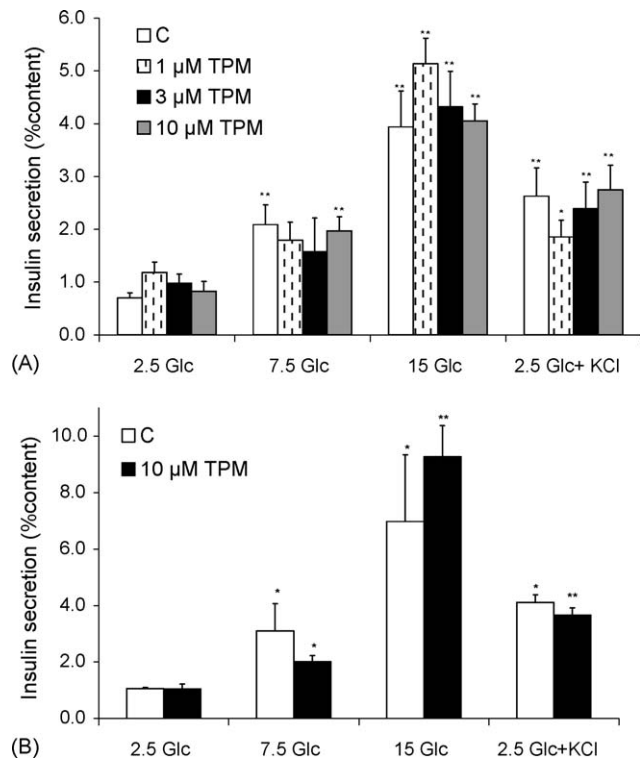 6.0
5.0
4.0
3.0
2.0
1.0
0.0
Insulin secretion (%content)
C
1 µM TPM
3 µM TPM
10 µM TPM
** ** ** ** ** ** ** ** * ** **
2.5 Glc 7.5 Glc 15 Glc 2.5 Glc+ KCl
(A)
10.0
8.0
6.0
4.0
2.0
0.0
Insulin secretion (%content)
C
10 µM TPM
* * * ** * **
2.5 Glc 7.5 Glc 15 Glc 2.5 Glc+KCl
(B)